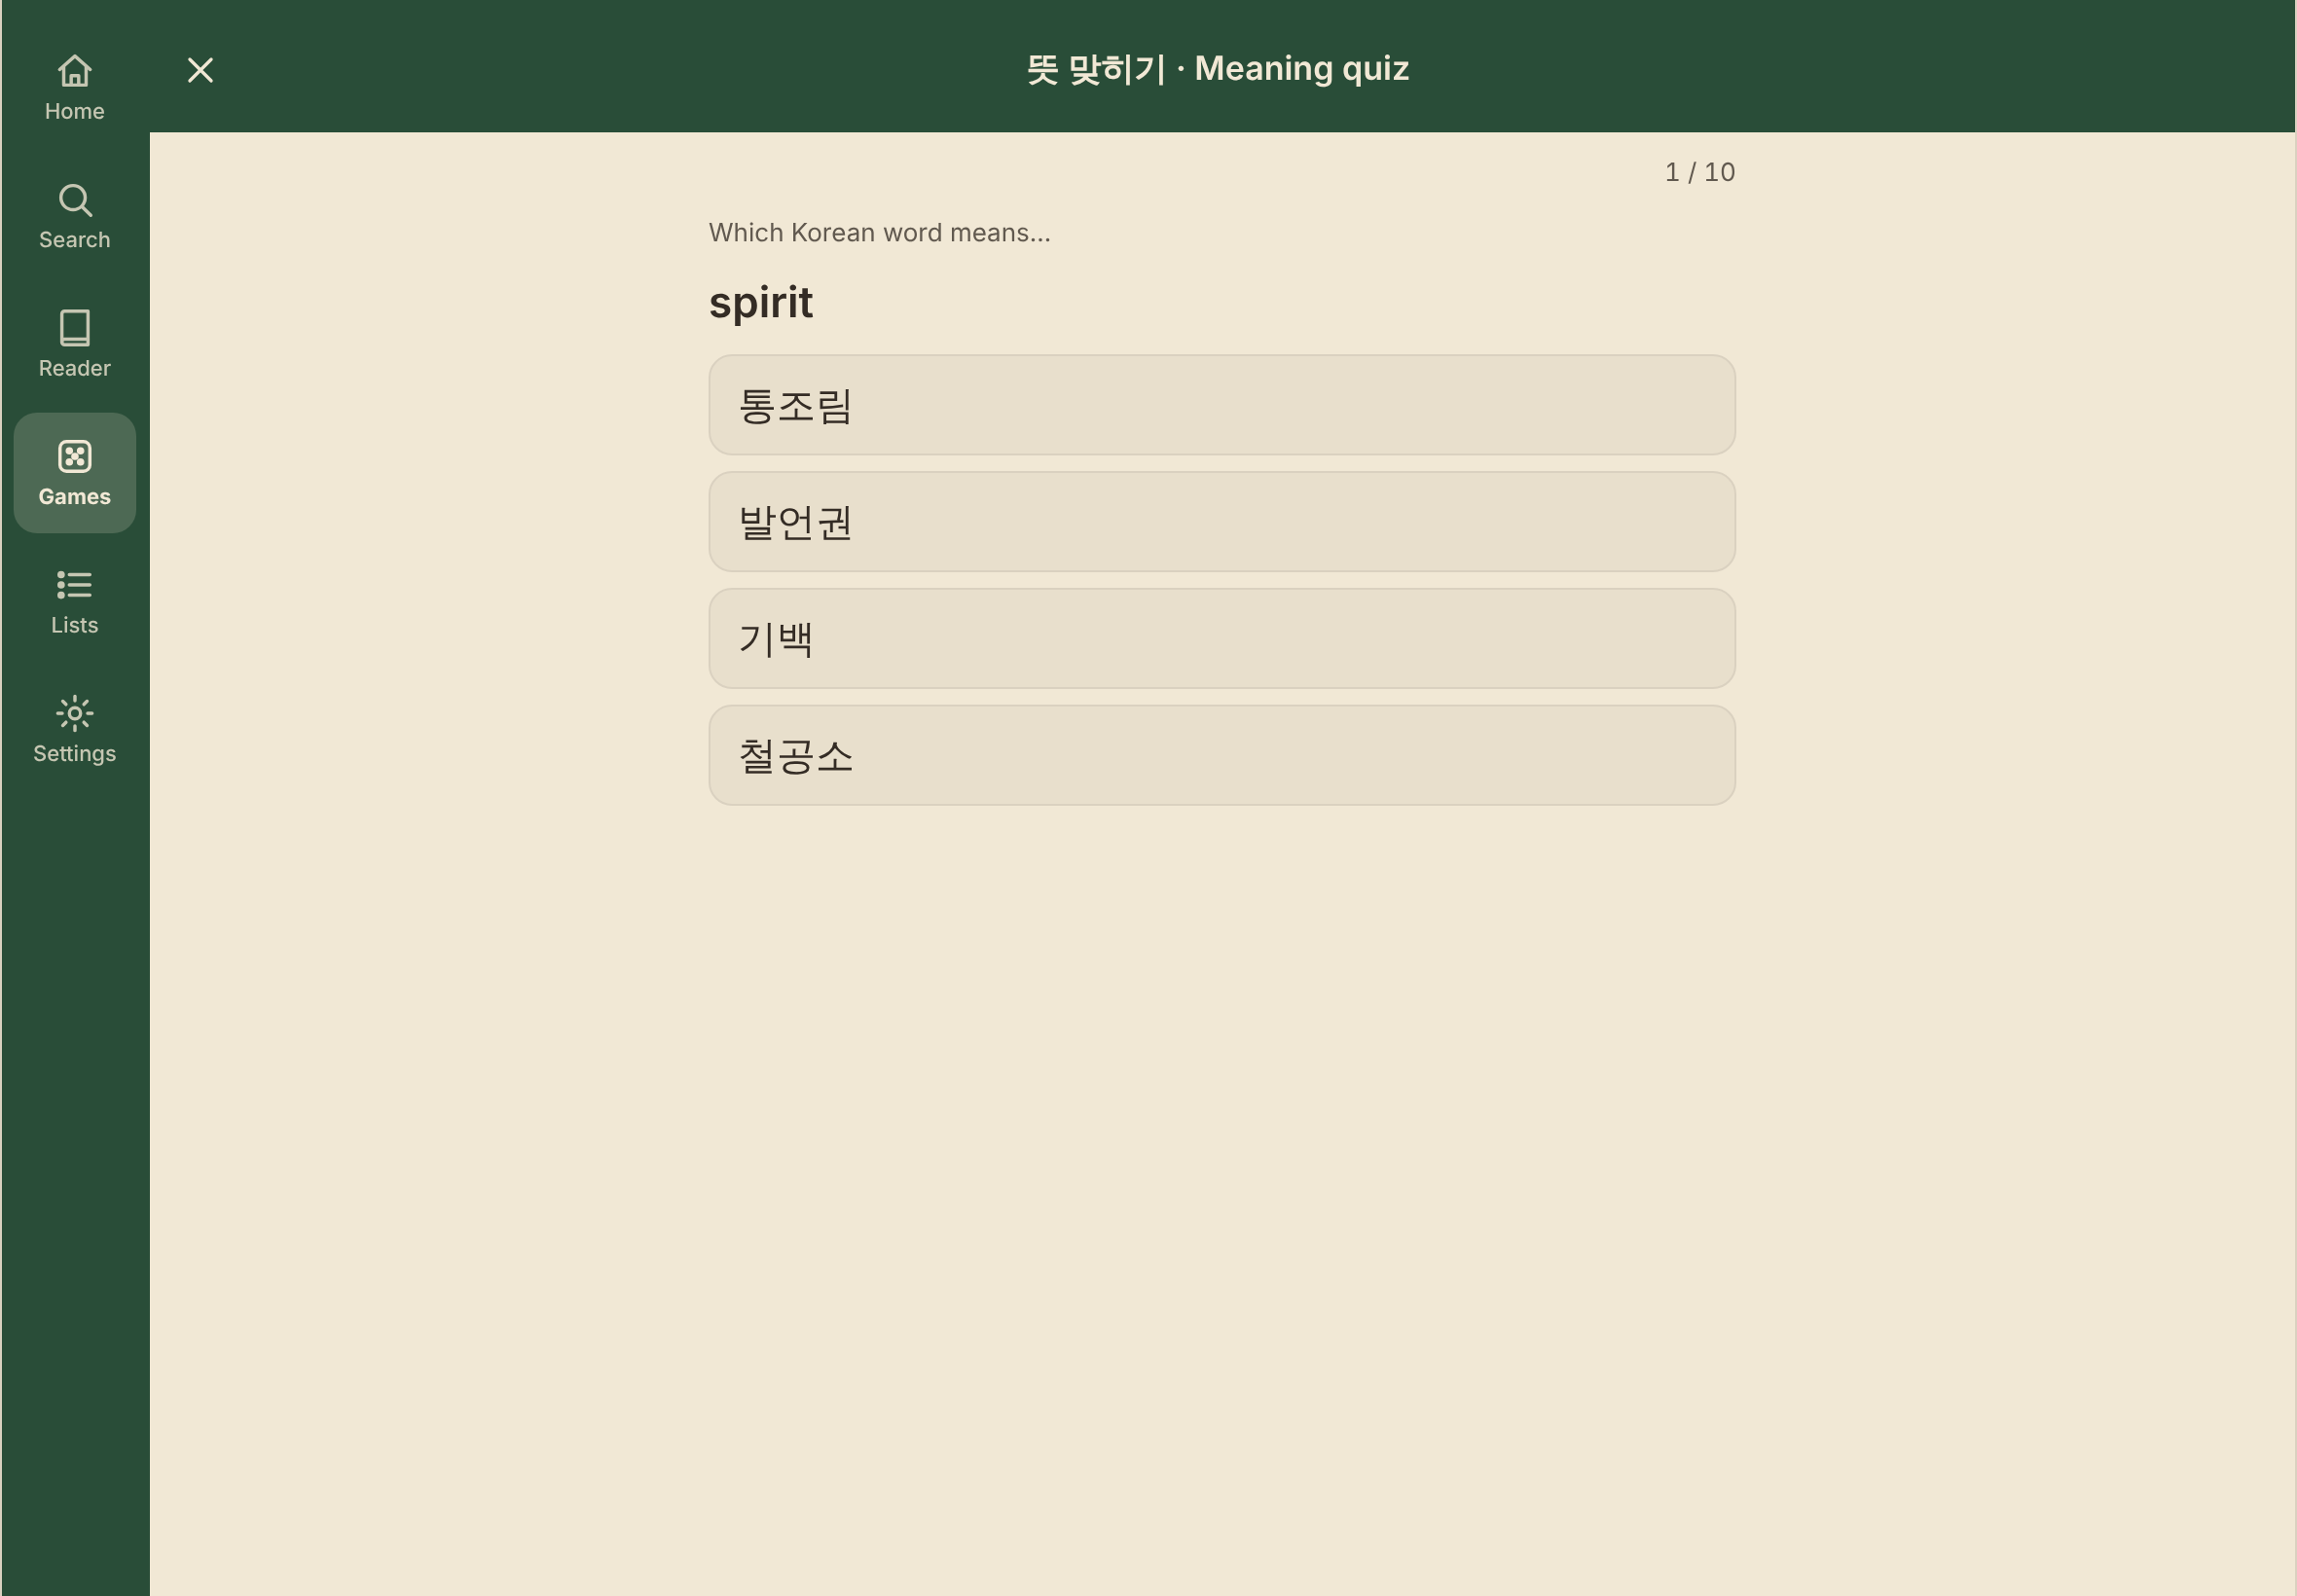 Home
Search
Reader
Games
Lists
Settings
뜻 맞히기 · Meaning quiz
1 / 10
Which Korean word means...
spirit
통조림
발언권
기백
철공소